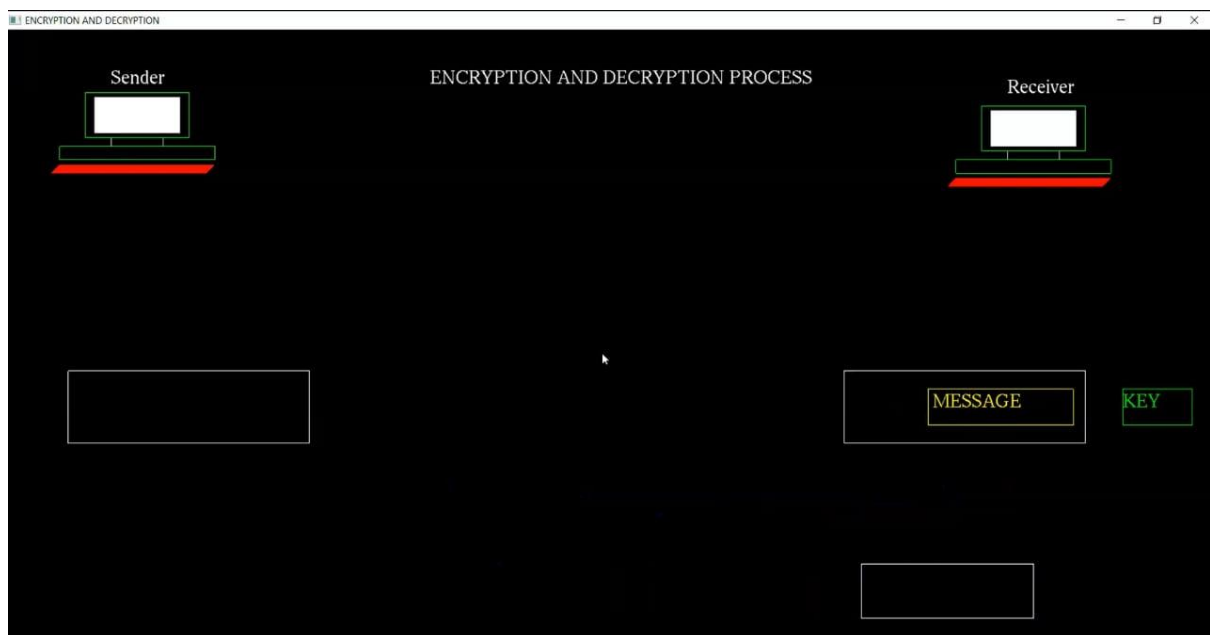 ENCRYPTION AND DECRYPTION
Sender
ENCRYPTION AND DECRYPTION PROCESS
Receiver
MESSAGE
KEY